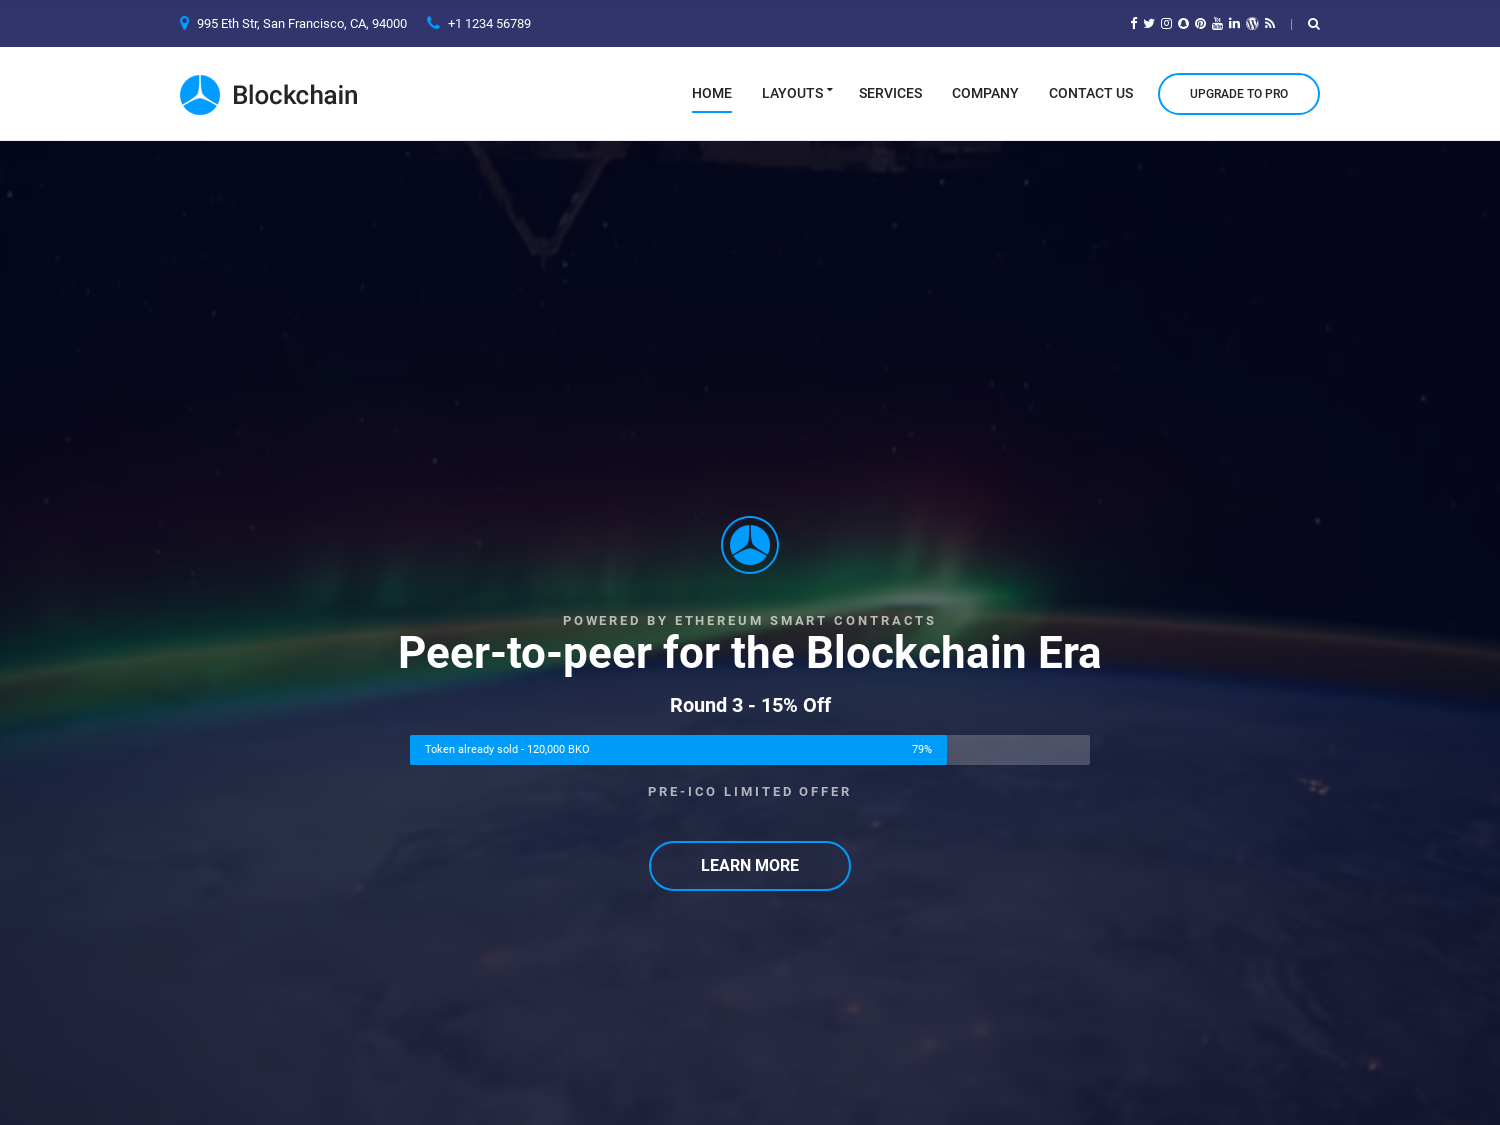 995 Eth Str, San Francisco, CA, 94000 +1 1234 56789 |
Blockchain HOME LAYOUTS SERVICES COMPANY CONTACT US UPGRADE TO PRO
POWERED BY ETHEREUM SMART CONTRACTS
Peer-to-peer for the Blockchain Era
Round 3 - 15% Off
Token already sold - 120,000 BKO 79%
PRE-ICO LIMITED OFFER
LEARN MORE